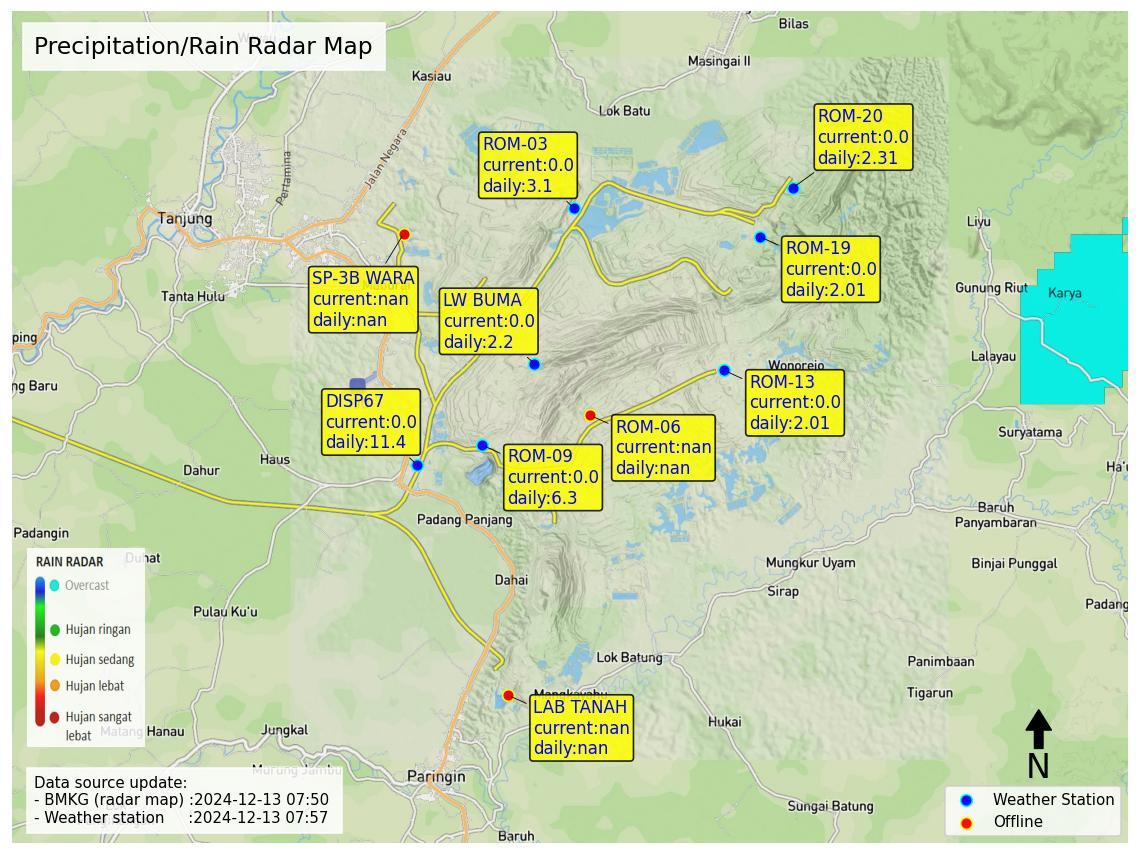 Precipitation/Rain Radar Map
Bilas
Masingai II
Kasiau
Lok Batu
Jalan Negara
Pertamina
Tanjung
Tanta Hulu
ROM-20
current:0.0
daily:2.31
ROM-03
current:0.0
daily:3.1
ROM-19
current:0.0
daily:2.01
SP-3B WARA
current:nan
daily:nan
LW BUMA
current:0.0
daily:2.2
Liyu
Gunung Riut
Karya
Lalayau
ping
ng Baru
Wonorejo
ROM-13
current:0.0
daily:2.01
DISP67
current:0.0
daily:11.4
ROM-06
current:nan
daily:nan
ROM-09
current:0.0
daily:6.3
Suryatama
Ha'u
Haus
Dahur
Padang Panjang
Baruh
Panyambaran
Padangin
Duhat
Binjai Punggal
Mungkur Uyam
Dahai
Sirap
Padang
Pulau Ku'u
RAIN RADAR
Overcast
Hujan ringan
Hujan sedang
Hujan lebat
Hujan sangat
lebat
Lok Batung
Panimbaan
Tigarun
Mangkayahu
LAB TANAH
current:nan
daily:nan
Hukai
Matang Hanau
Jungkal
Murung Jambu
Paringin
N
Sungai Batung
Baruh
Data source update:
- BMKG (radar map) :2024-12-13 07:50
- Weather station :2024-12-13 07:57
Weather Station
Offline